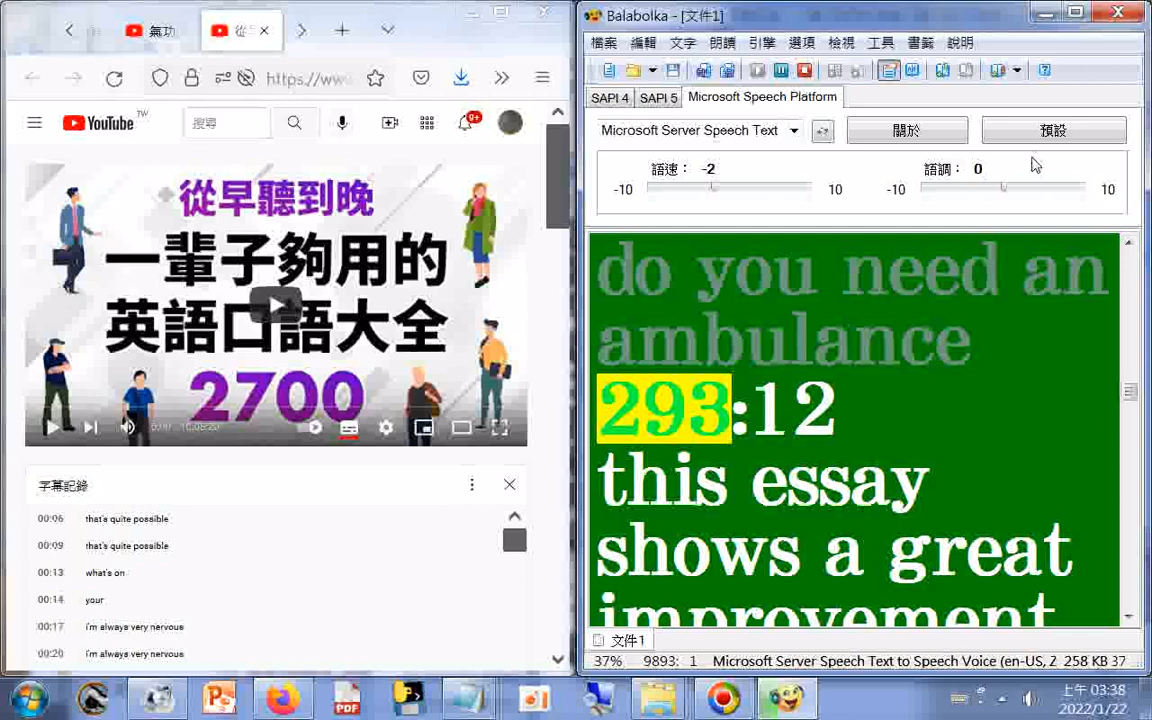 氣功
從
https://www
YouTube TW
搜尋
9+
從早聽到晚
一輩子夠用的
英語口語大全
2700
字幕記錄
00:06 that's quite possible
00:09 that's quite possible
00:13 what's on
00:14 your
00:17 i'm always very nervous
00:20 i'm always very nervous
Balabolka - [文件1]
檔案 編輯 文字 朗讀 引擎 選項 檢視 工具 書籤 說明
SAPI 4 SAPI 5 Microsoft Speech Platform
Microsoft Server Speech Text 關於 預設
語速： -2 語調： 0
-10 10 -10 10
do you need an
ambulance
293:12
this essay
shows a great
improvement
文件1
37% 9893: 1 Microsoft Server Speech Text to Speech Voice (en-US, 2 258 KB 37
PDF
上午 03:38
2022/1/22